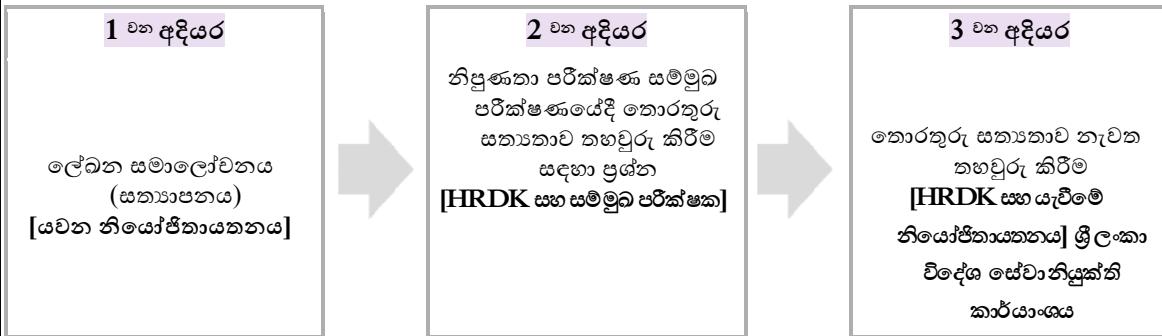 1 වන අදියර
ලේඛන සමාලෝචනය
(සත්‍යාපනය)
[යවන නියෝජිතායතනය]
2 වන අදියර
නිපුණතා පරීක්ෂණ සම්මුඛ
පරීක්ෂණයේදී තොරතුරු
සත්‍යතාව තහවුරු කිරීම
සඳහා ප්‍රශ්න
[HRDK සහ සම්මුඛ පරීක්ෂක]
3 වන අදියර
තොරතුරු සත්‍යතාව නැවත
තහවුරු කිරීම
[HRDK සහ යැවීමේ
නියෝජිතායතනය] ශ්‍රී ලංකා
විදේශ සේවා නියුක්ති
කාර්යාංශය